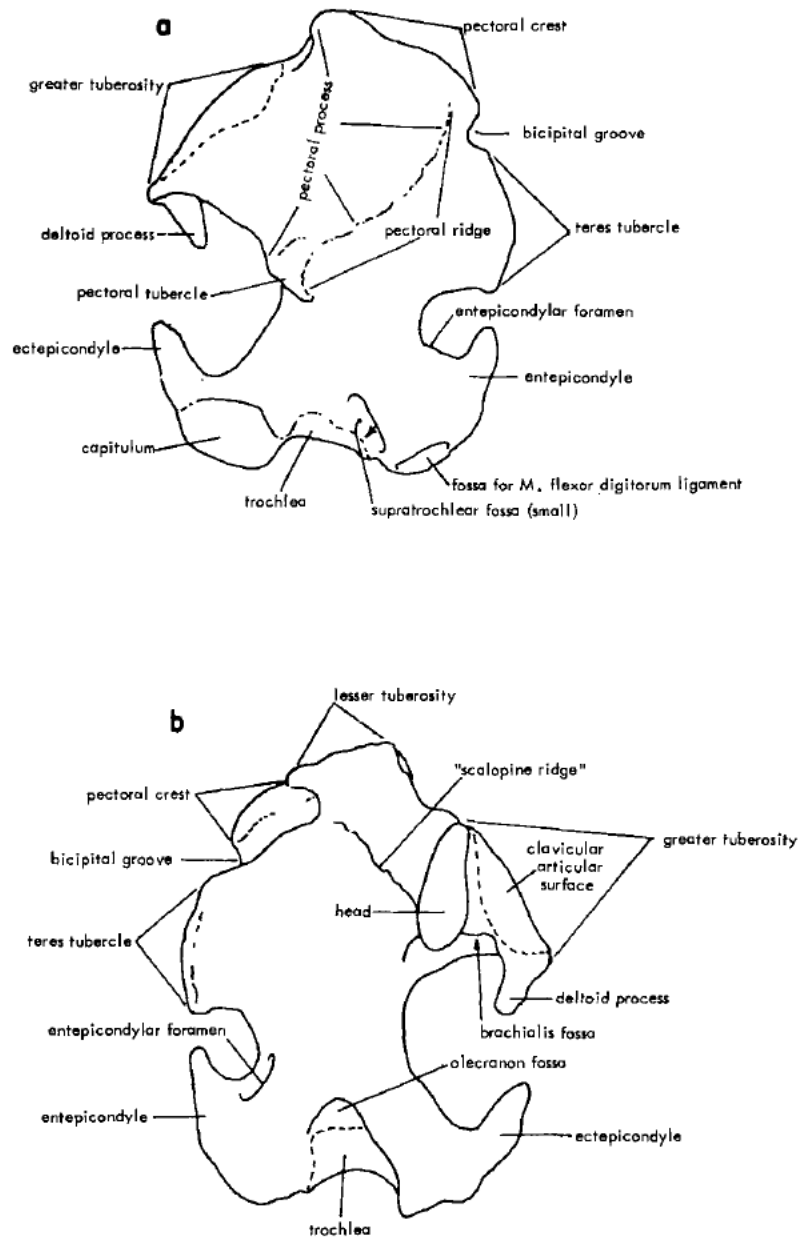 a
pectoral crest
greater tuberosity
pectoral process
bicipital groove
deltoid process
pectoral ridge
teres tubercle
pectoral tubercle
entepicondylar foramen
ectepicondyle
entepicondyle
capitulum
fossa for M. flexor digitorum ligament
trochlea
supratrochlear fossa (small)
b
lesser tuberosity
"scalopine ridge"
pectoral crest
greater tuberosity
clavicular
articular
surface
bicipital groove
head
teres tubercle
deltoid process
entepicondylar foramen
brachialis fossa
olecranon fossa
entepicondyle
ectepicondyle
trochlea